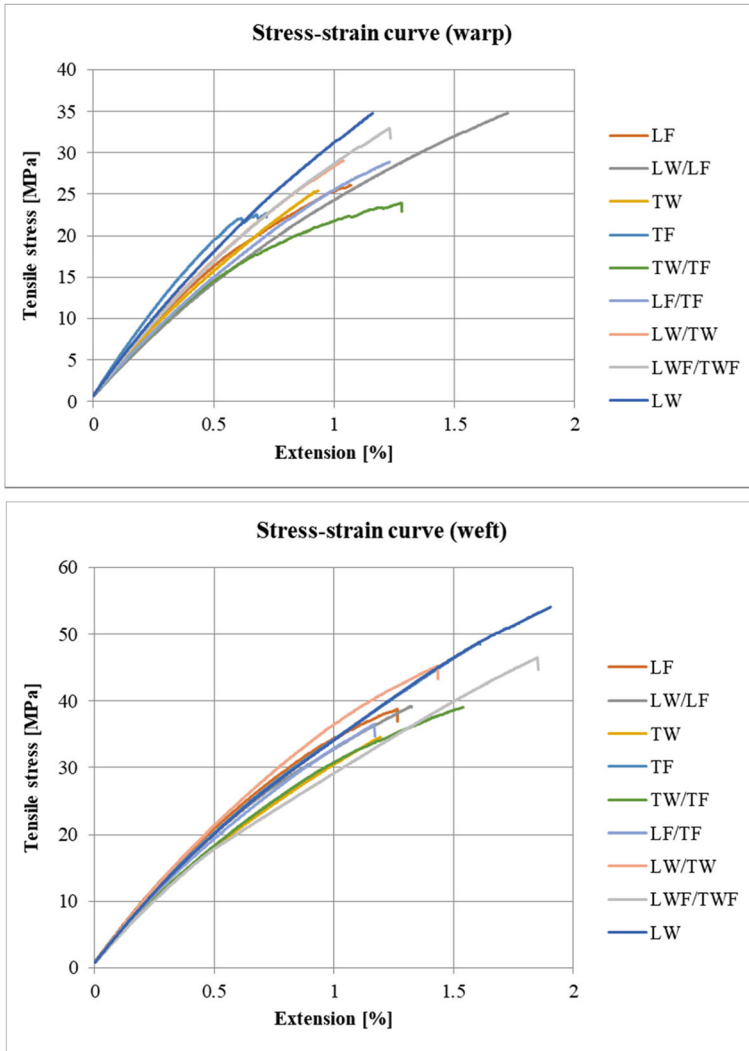 Stress-strain curve (warp)
Tensile stress [MPa]
40
35
30
25
20
15
10
5
0
0 0.5 1 1.5 2
Extension [%]
LF
LW/LF
TW
TF
TW/TF
LF/TF
LW/TW
LWF/TWF
LW
Stress-strain curve (weft)
Tensile stress [MPa]
60
50
40
30
20
10
0
0 0.5 1 1.5 2
Extension [%]
LF
LW/LF
TW
TF
TW/TF
LF/TF
LW/TW
LWF/TWF
LW